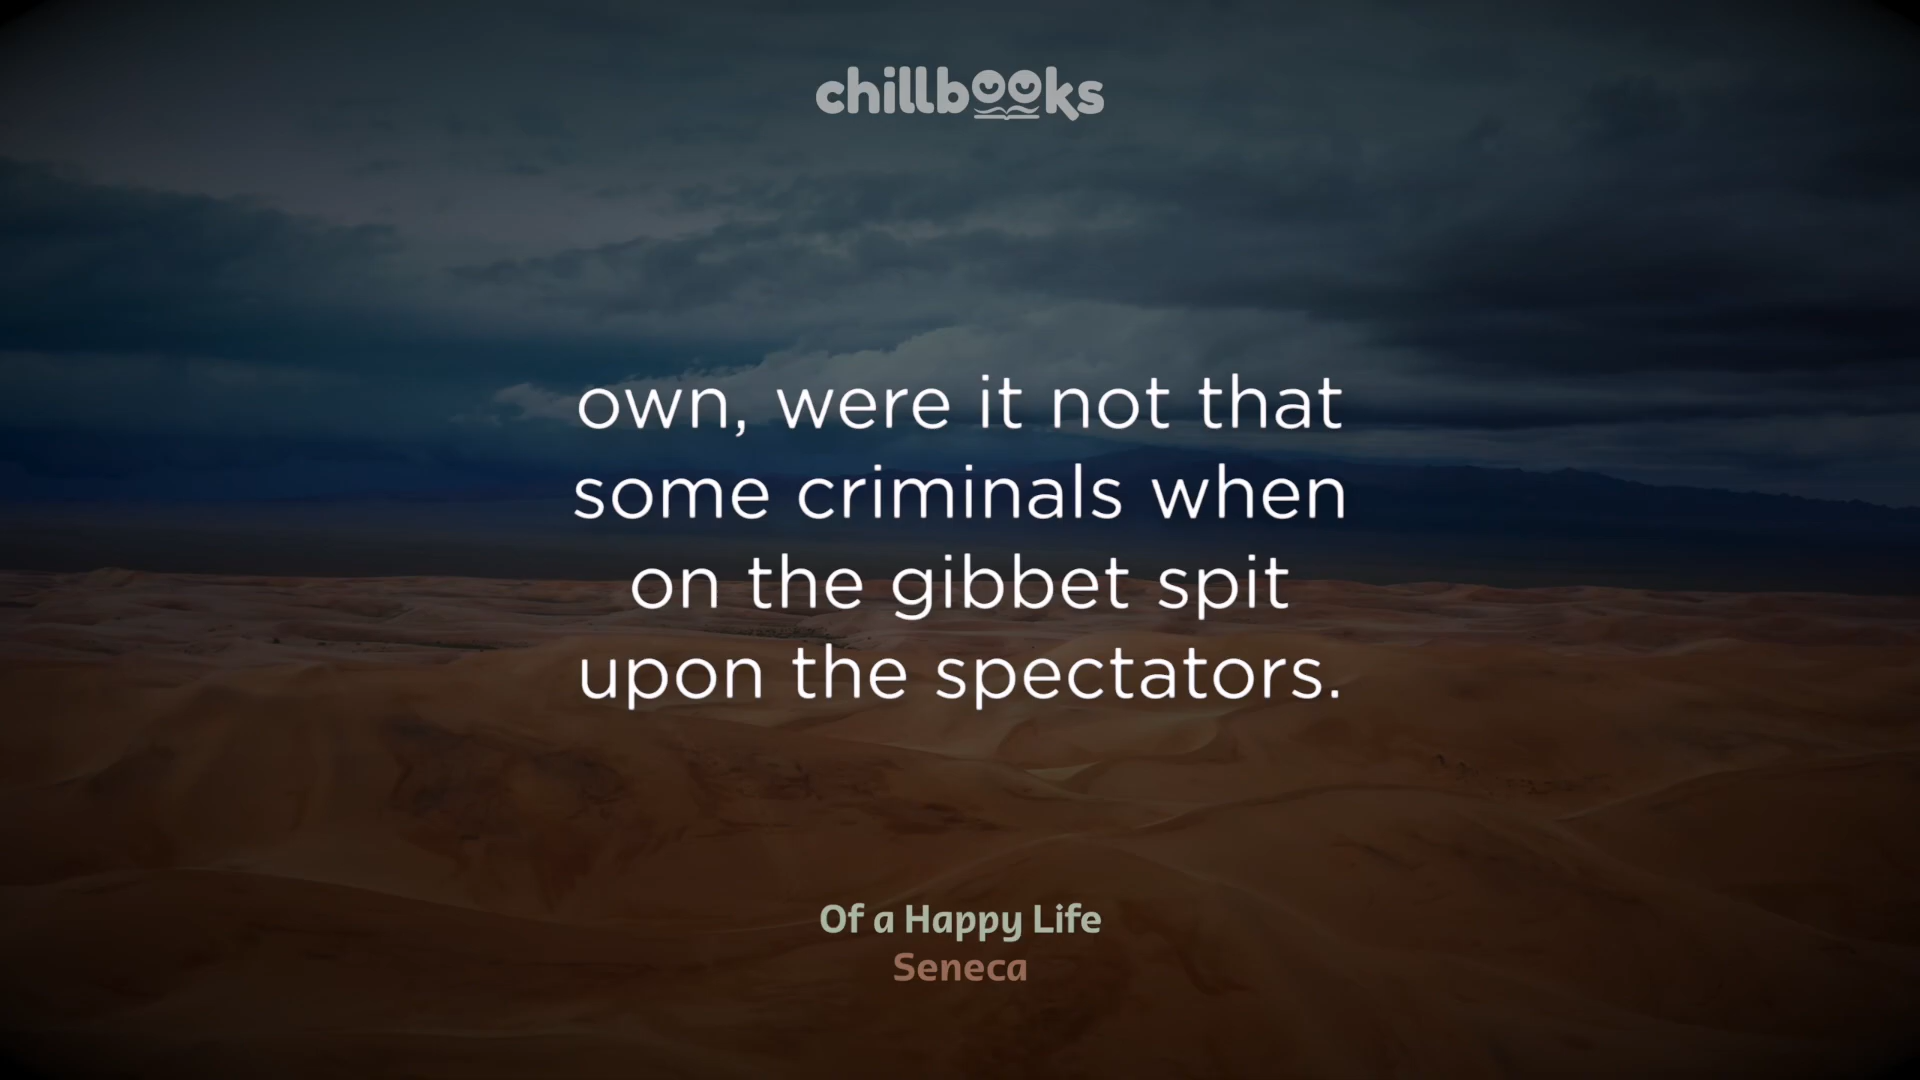 chillbooks
own, were it not that
some criminals when
on the gibbet spit
upon the spectators.
Of a Happy Life
Seneca